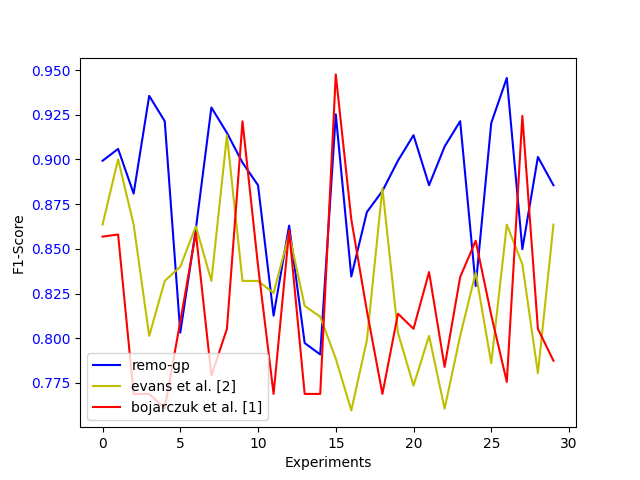 0.950
0.925
0.900
0.875
0.850
0.825
0.800
0.775
F1-Score
remo-gp
evans et al. [2]
bojarczuk et al. [1]
0 5 10 15 20 25 30
Experiments